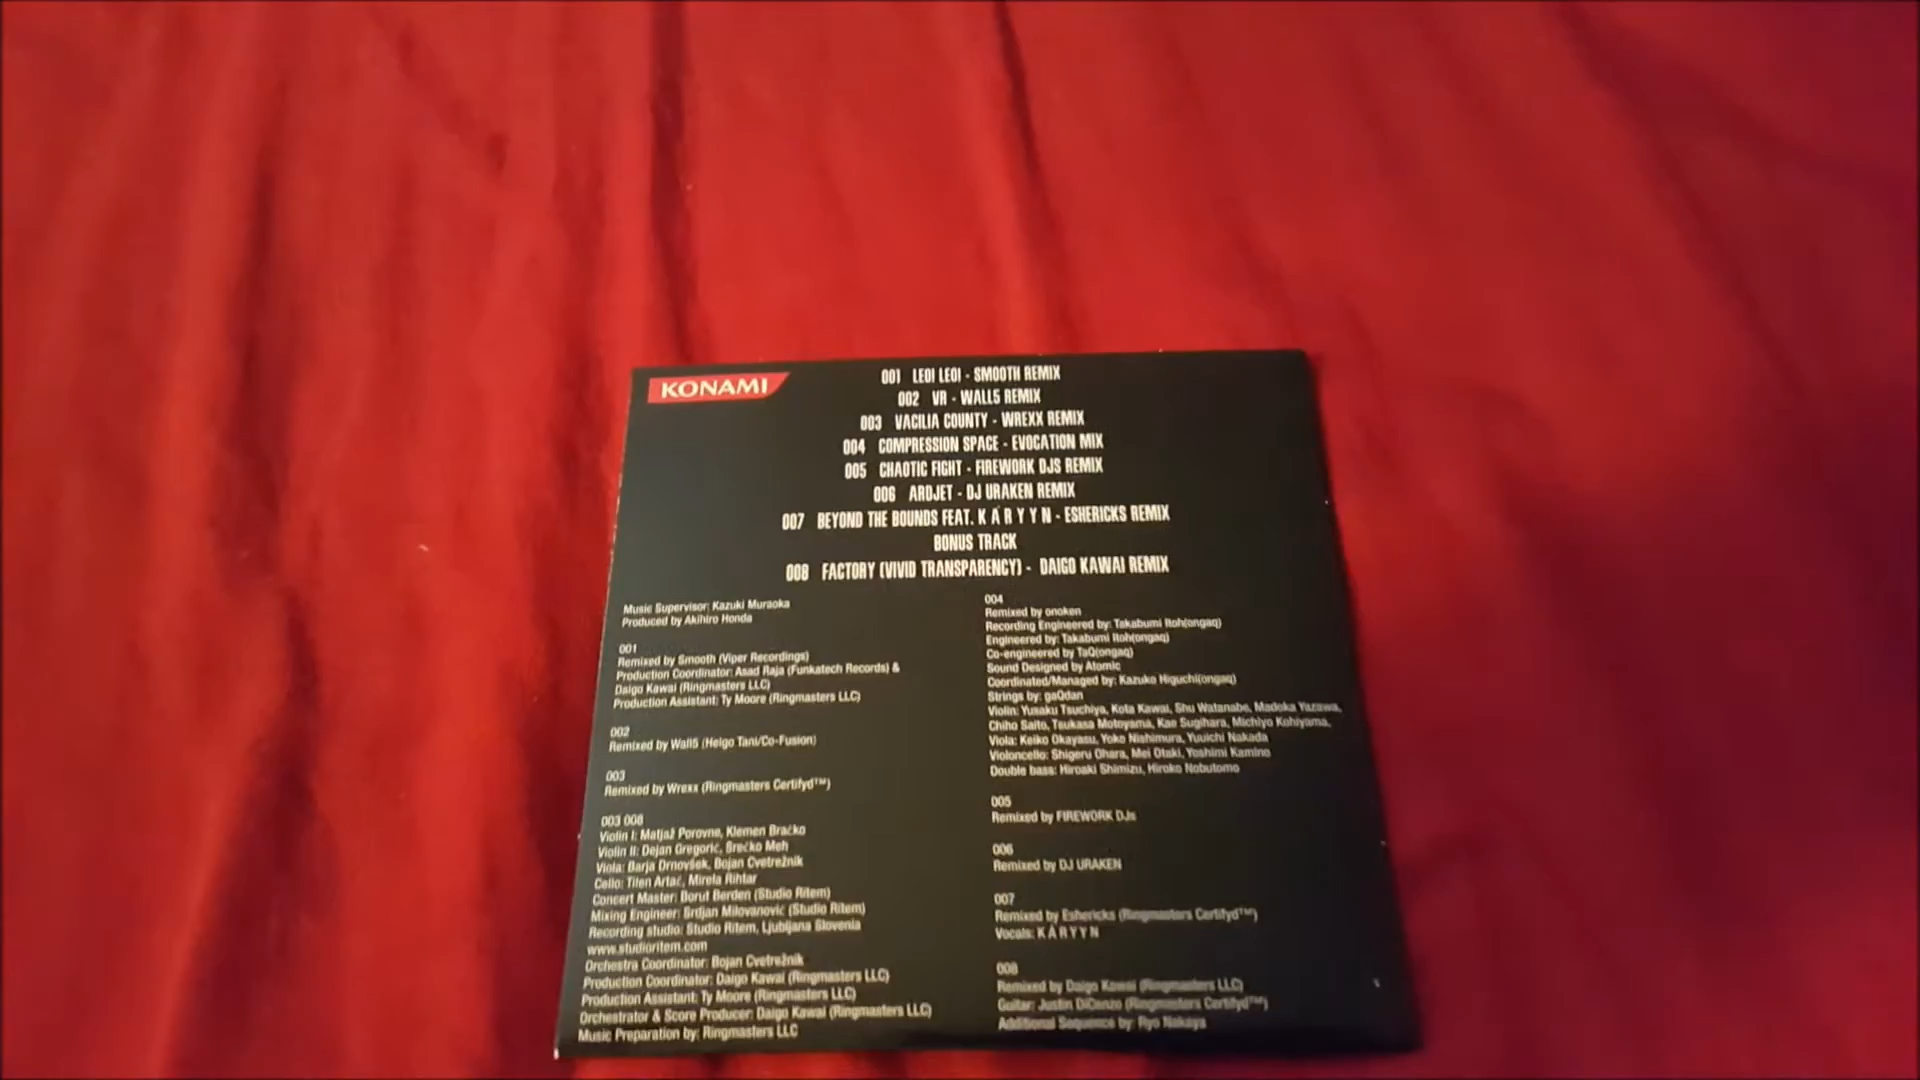 KONAMI
001 LEOI LEOI - SMOOTH REMIX
002 VR - WALL5 REMIX
003 VACILIA COUNTY - WREXX REMIX
004 COMPRESSION SPACE - EVOCATION MIX
005 CHAOTIC FIGHT - FIREWORK DJS REMIX
006 ARDJET - DJ URAKEN REMIX
007 BEYOND THE BOUNDS FEAT. K Á R Y Y N - ESHERICKS REMIX
BONUS TRACK
008 FACTORY (VIVID TRANSPARENCY) - DAIGO KAWAI REMIX
Music Supervisor: Kazuki Muraoka
Produced by Akihiro Honda
001
Remixed by Smooth (Viper Recordings)
Production Coordinator: Asad Raja (Funkatech Records) &
Daigo Kawai (Ringmasters LLC)
Production Assistant: Ty Moore (Ringmasters LLC)
002
Remixed by Wall5 (Helgo Tani/Co-Fusion)
003
Remixed by Wrexx (Ringmasters Certifyd™)
003 008
Violin I: Matjaž Porovne, Klemen Bračko
Violin II: Dejan Gregorič, Srečko Meh
Viola: Barja Drnovšek, Bojan Cvetrežnik
Cello: Tilen Artač, Mirela Rihtar
Concert Master: Borut Berden (Studio Ritem)
Mixing Engineer: Srdjan Milovanovič (Studio Ritem)
Recording studio: Studio Ritem, Ljubljana Slovenia
www.studioritem.com
Orchestra Coordinator: Bojan Cvetrežnik
Production Coordinator: Daigo Kawai (Ringmasters LLC)
Production Assistant: Ty Moore (Ringmasters LLC)
Orchestrator & Score Producer: Daigo Kawai (Ringmasters LLC)
Music Preparation by: Ringmasters LLC
004
Remixed by onoken
Recording Engineered by: Takabumi Itoh(ongaq)
Engineered by: Takabumi Itoh(ongaq)
Co-engineered by TaQ(ongaq)
Sound Designed by Atomic
Coordinated/Managed by: Kazuko Higuchi(ongaq)
Strings by: gaQdan
Violin: Yusaku Tsuchiya, Kota Kawai, Shu Watanabe, Madoka Yazawa,
Chiho Saito, Tsukasa Motoyama, Kae Sugihara, Michiyo Kohiyama,
Viola: Keiko Okayasu, Yoko Nishimura, Yuuichi Nakada
Violoncello: Shigeru Ohara, Mei Otaki, Yoshimi Kamino
Double bass: Hiroaki Shimizu, Hiroko Nobutomo
005
Remixed by FIREWORK DJs
006
Remixed by DJ URAKEN
007
Remixed by Eshericks (Ringmasters Certifyd™)
Vocals: K Á R Y Y N
008
Remixed by Daigo Kawai (Ringmasters LLC)
Guitar: Justin DiCenzo (Ringmasters Certifyd™)
Additional Sequence by: Ryo Nakaya